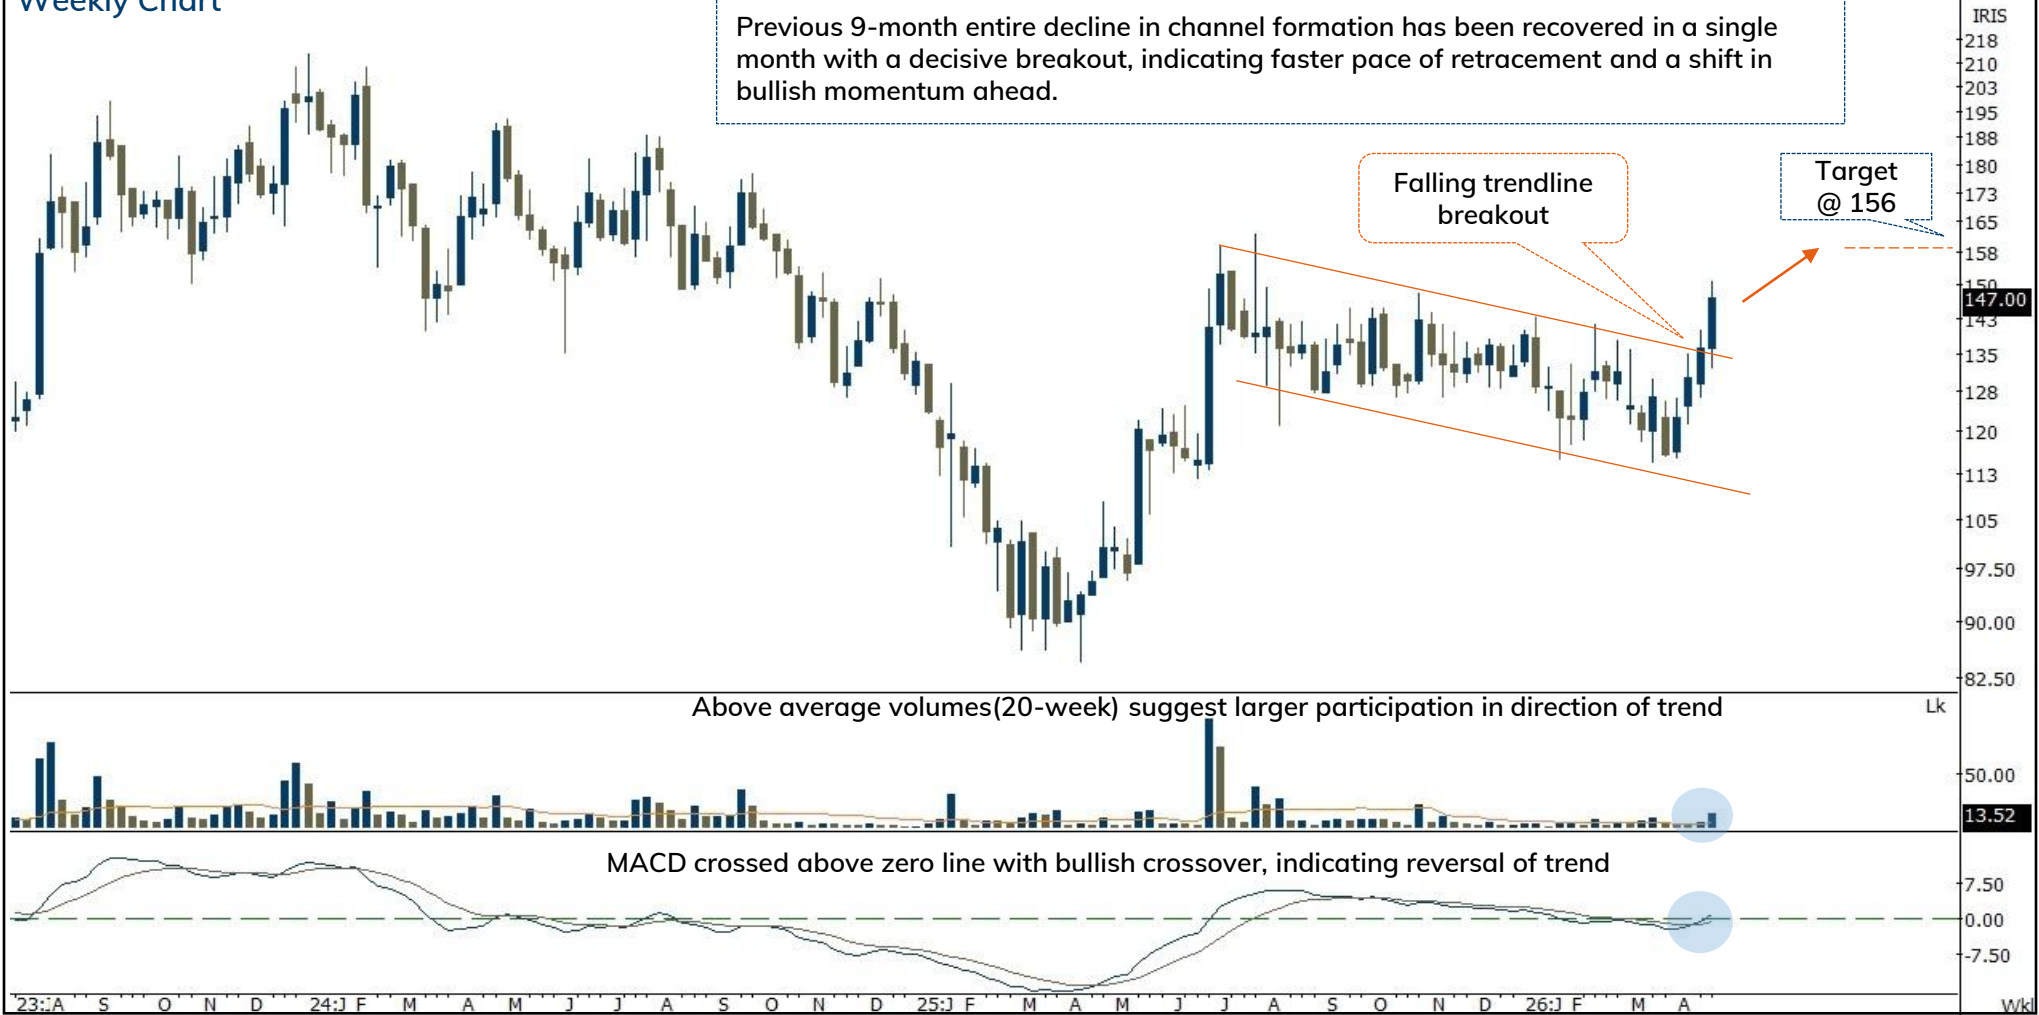 Weekly Chart
Previous 9-month entire decline in channel formation has been recovered in a single
month with a decisive breakout, indicating faster pace of retracement and a shift in
bullish momentum ahead.
IRIS
218
210
203
195
188
180
173
165
158
150
147.00
143
135
128
120
113
105
97.50
90.00
82.50
Falling trendline
breakout
Target
@ 156
Above average volumes(20-week) suggest larger participation in direction of trend
Lk
50.00
13.52
MACD crossed above zero line with bullish crossover, indicating reversal of trend
7.50
0.00
-7.50
23:JA S O N D 24:J F M A M J J A S O N D 25:J F M A M J J A S O N D 26:J F M A Wkl